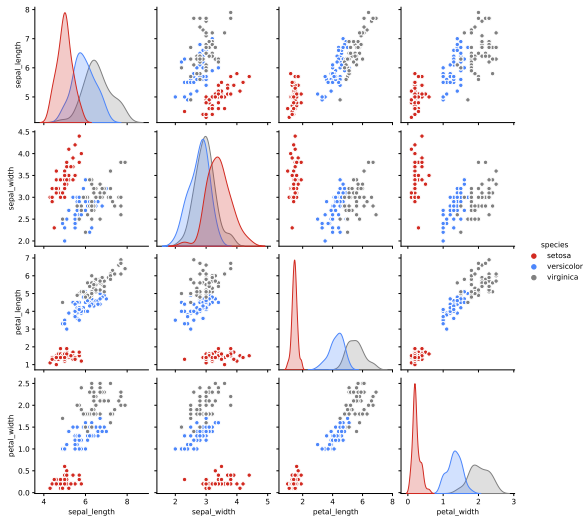 8
7
6
5
sepal_length
4.5
4.0
3.5
3.0
2.5
2.0
sepal_width
7
6
5
4
3
2
1
petal_length
species
setosa
versicolor
virginica
2.5
2.0
1.5
1.0
0.5
0.0
petal_width
4 6 8
2 3 4 5
1 2 4 6 8
0 1 2 3
sepal_length sepal_width petal_length petal_width